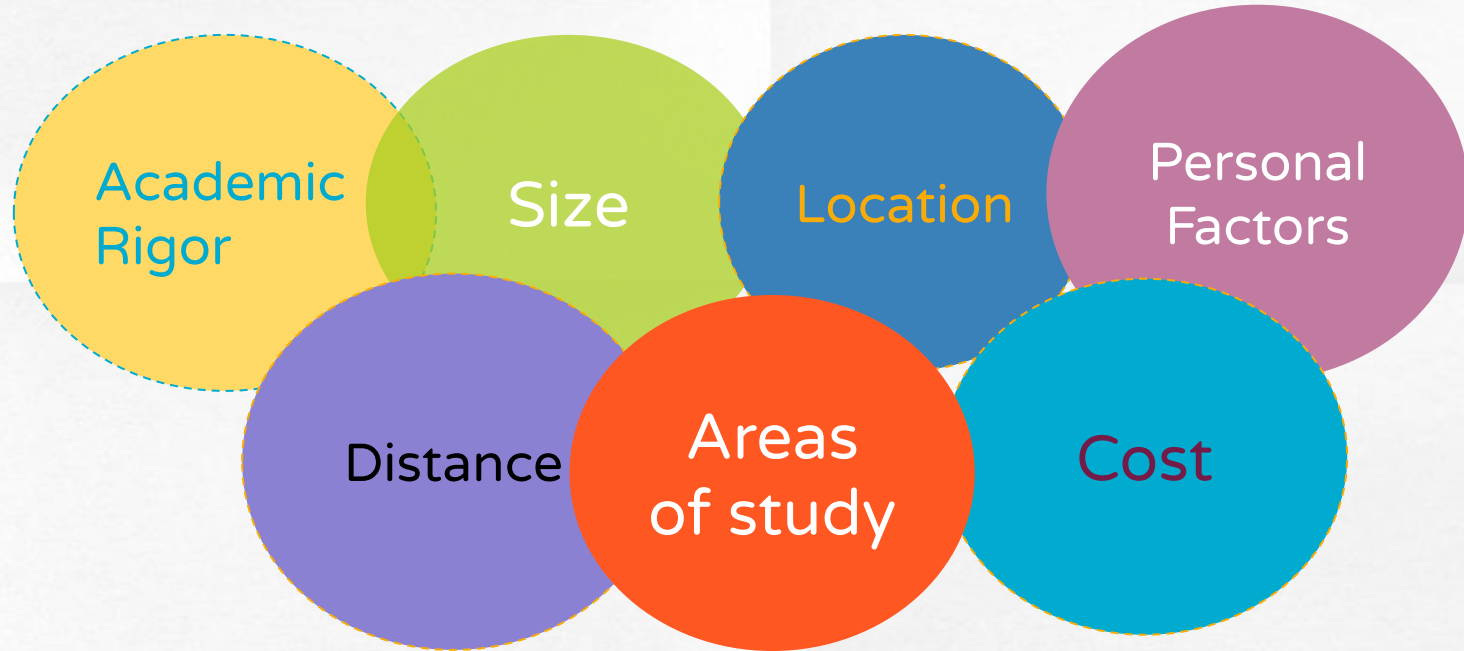 Academic
Rigor
Size
Location
Personal
Factors
Distance
Areas
of study
Cost